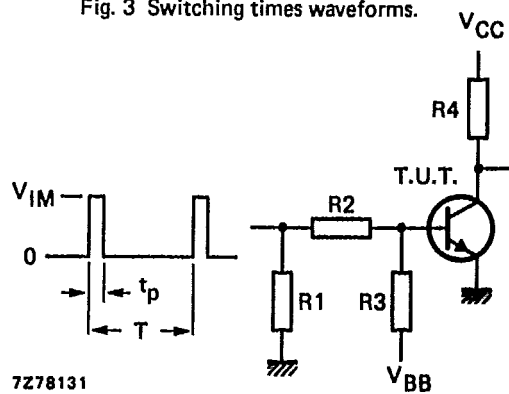 Fig. 3 Switching times waveforms.
VCC
R4
T.U.T.
VIM
R2
0
tp
R1
R3
T
VBB
7Z78131